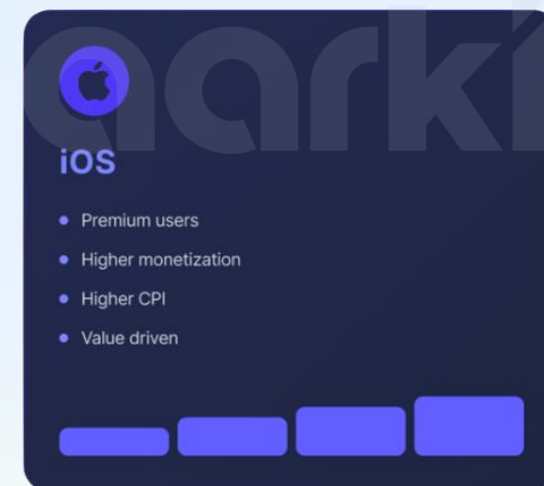 aarki
iOS
Premium users
Higher monetization
Higher CPI
Value driven